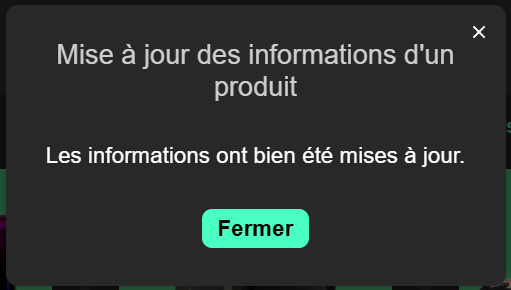 Mise à jour des informations d'un
produit
Les informations ont bien été mises à jour.
Fermer